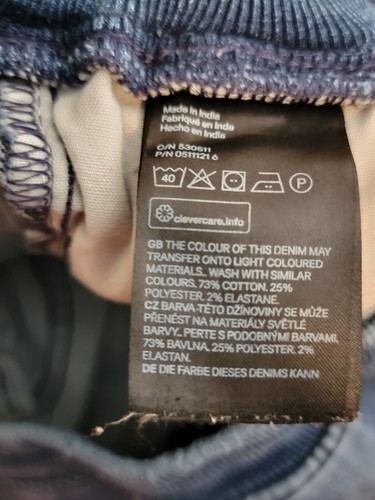 Made in India
Fabriqué en Inde
Hecho en India
O/N 530511
P/N 0511121 6
40 P
clevercare.info
GB THE COLOUR OF THIS DENIM MAY
TRANSFER ONTO LIGHT COLOURED
MATERIALS.. WASH WITH SIMILAR
COLOURS. 73% COTTON. 25%
POLYESTER. 2% ELASTANE.
CZ BARVA TÉTO DŽÍNOVINY SE MŮŽE
PŘENÉST NA MATERIÁLY SVĚTLÉ
BARVY.. PERTE S PODOBNÝMI BARVAMI.
73% BAVLNA. 25% POLYESTER. 2%
ELASTAN.
DE DIE FARBE DIESES DENIMS KANN